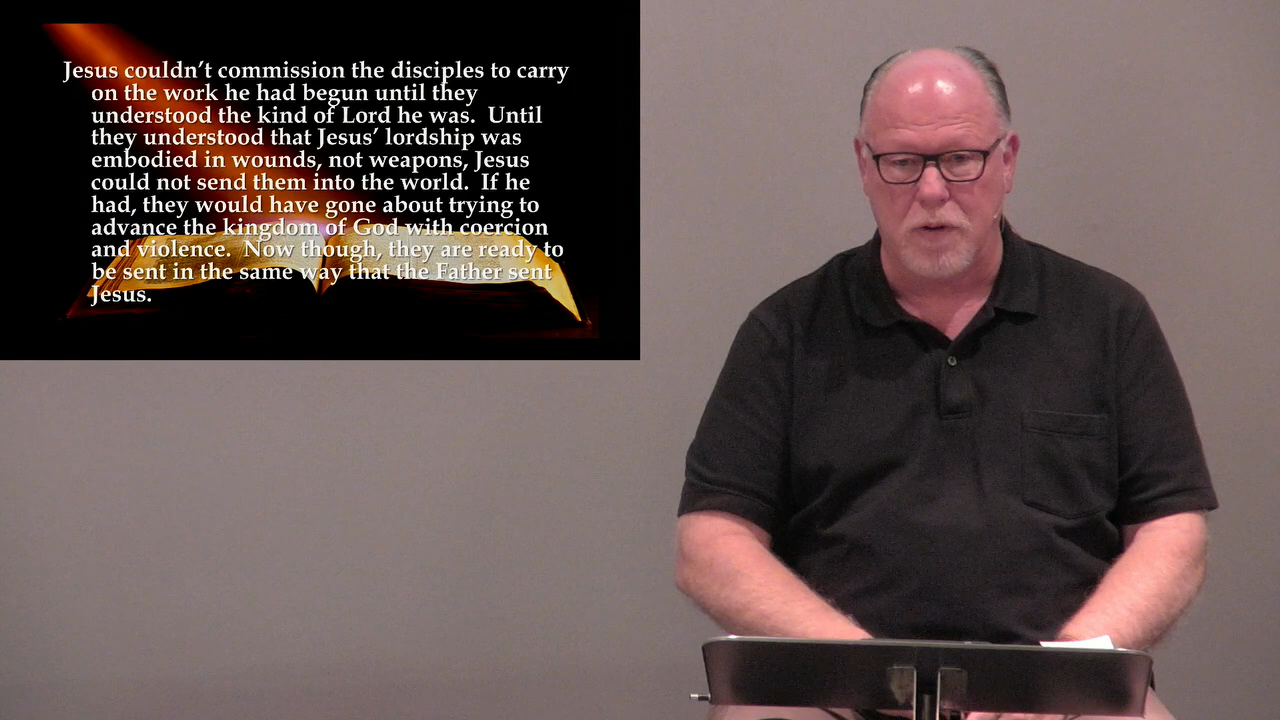 Jesus couldn’t commission the disciples to carry
on the work he had begun until they
understood the kind of Lord he was.  Until
they understood that Jesus’ lordship was
embodied in wounds, not weapons, Jesus
could not send them into the world.  If he
had, they would have gone about trying to
advance the kingdom of God with coercion
and violence.  Now though, they are ready to
be sent in the same way that the Father sent
Jesus.